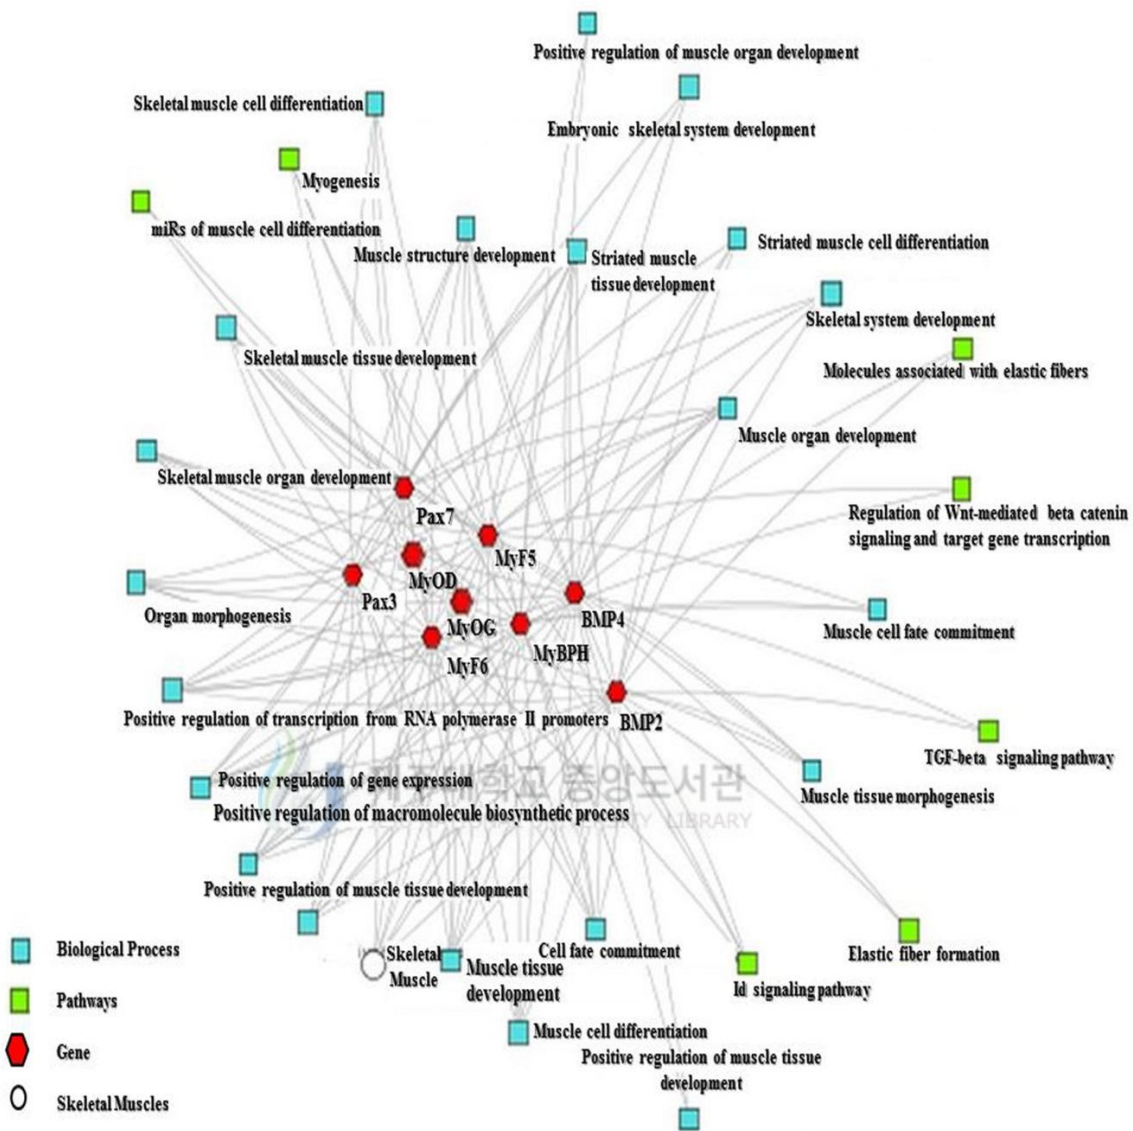 Positive regulation of muscle organ development
Skeletal muscle cell differentiation
Embryonic skeletal system development
Myogenesis
miRs of muscle cell differentiation
Muscle structure development
Striated muscle
tissue development
Striated muscle cell differentiation
Skeletal system development
Skeletal muscle tissue development
Molecules associated with elastic fibers
Muscle organ development
Skeletal muscle organ development
Pax7
Regulation of Wnt-mediated beta catenin
signaling and target gene transcription
MyF5
MyOD
Pax3
Organ morphogenesis
MyOG
BMP4
Muscle cell fate commitment
MyBPH
MyF6
Positive regulation of transcription from RNA polymerase II promoters
BMP2
TGF-beta signaling pathway
Positive regulation of gene expression
중앙도서관
Muscle tissue morphogenesis
Positive regulation of macromolecule biosynthetic process
LIBRARY
Positive regulation of muscle tissue development
Biological Process
Skeletal
Muscle
Muscle tissue
development
Cell fate commitment
Elastic fiber formation
Id signaling pathway
Pathways
Muscle cell differentiation
Positive regulation of muscle tissue
development
Gene
Skeletal Muscles